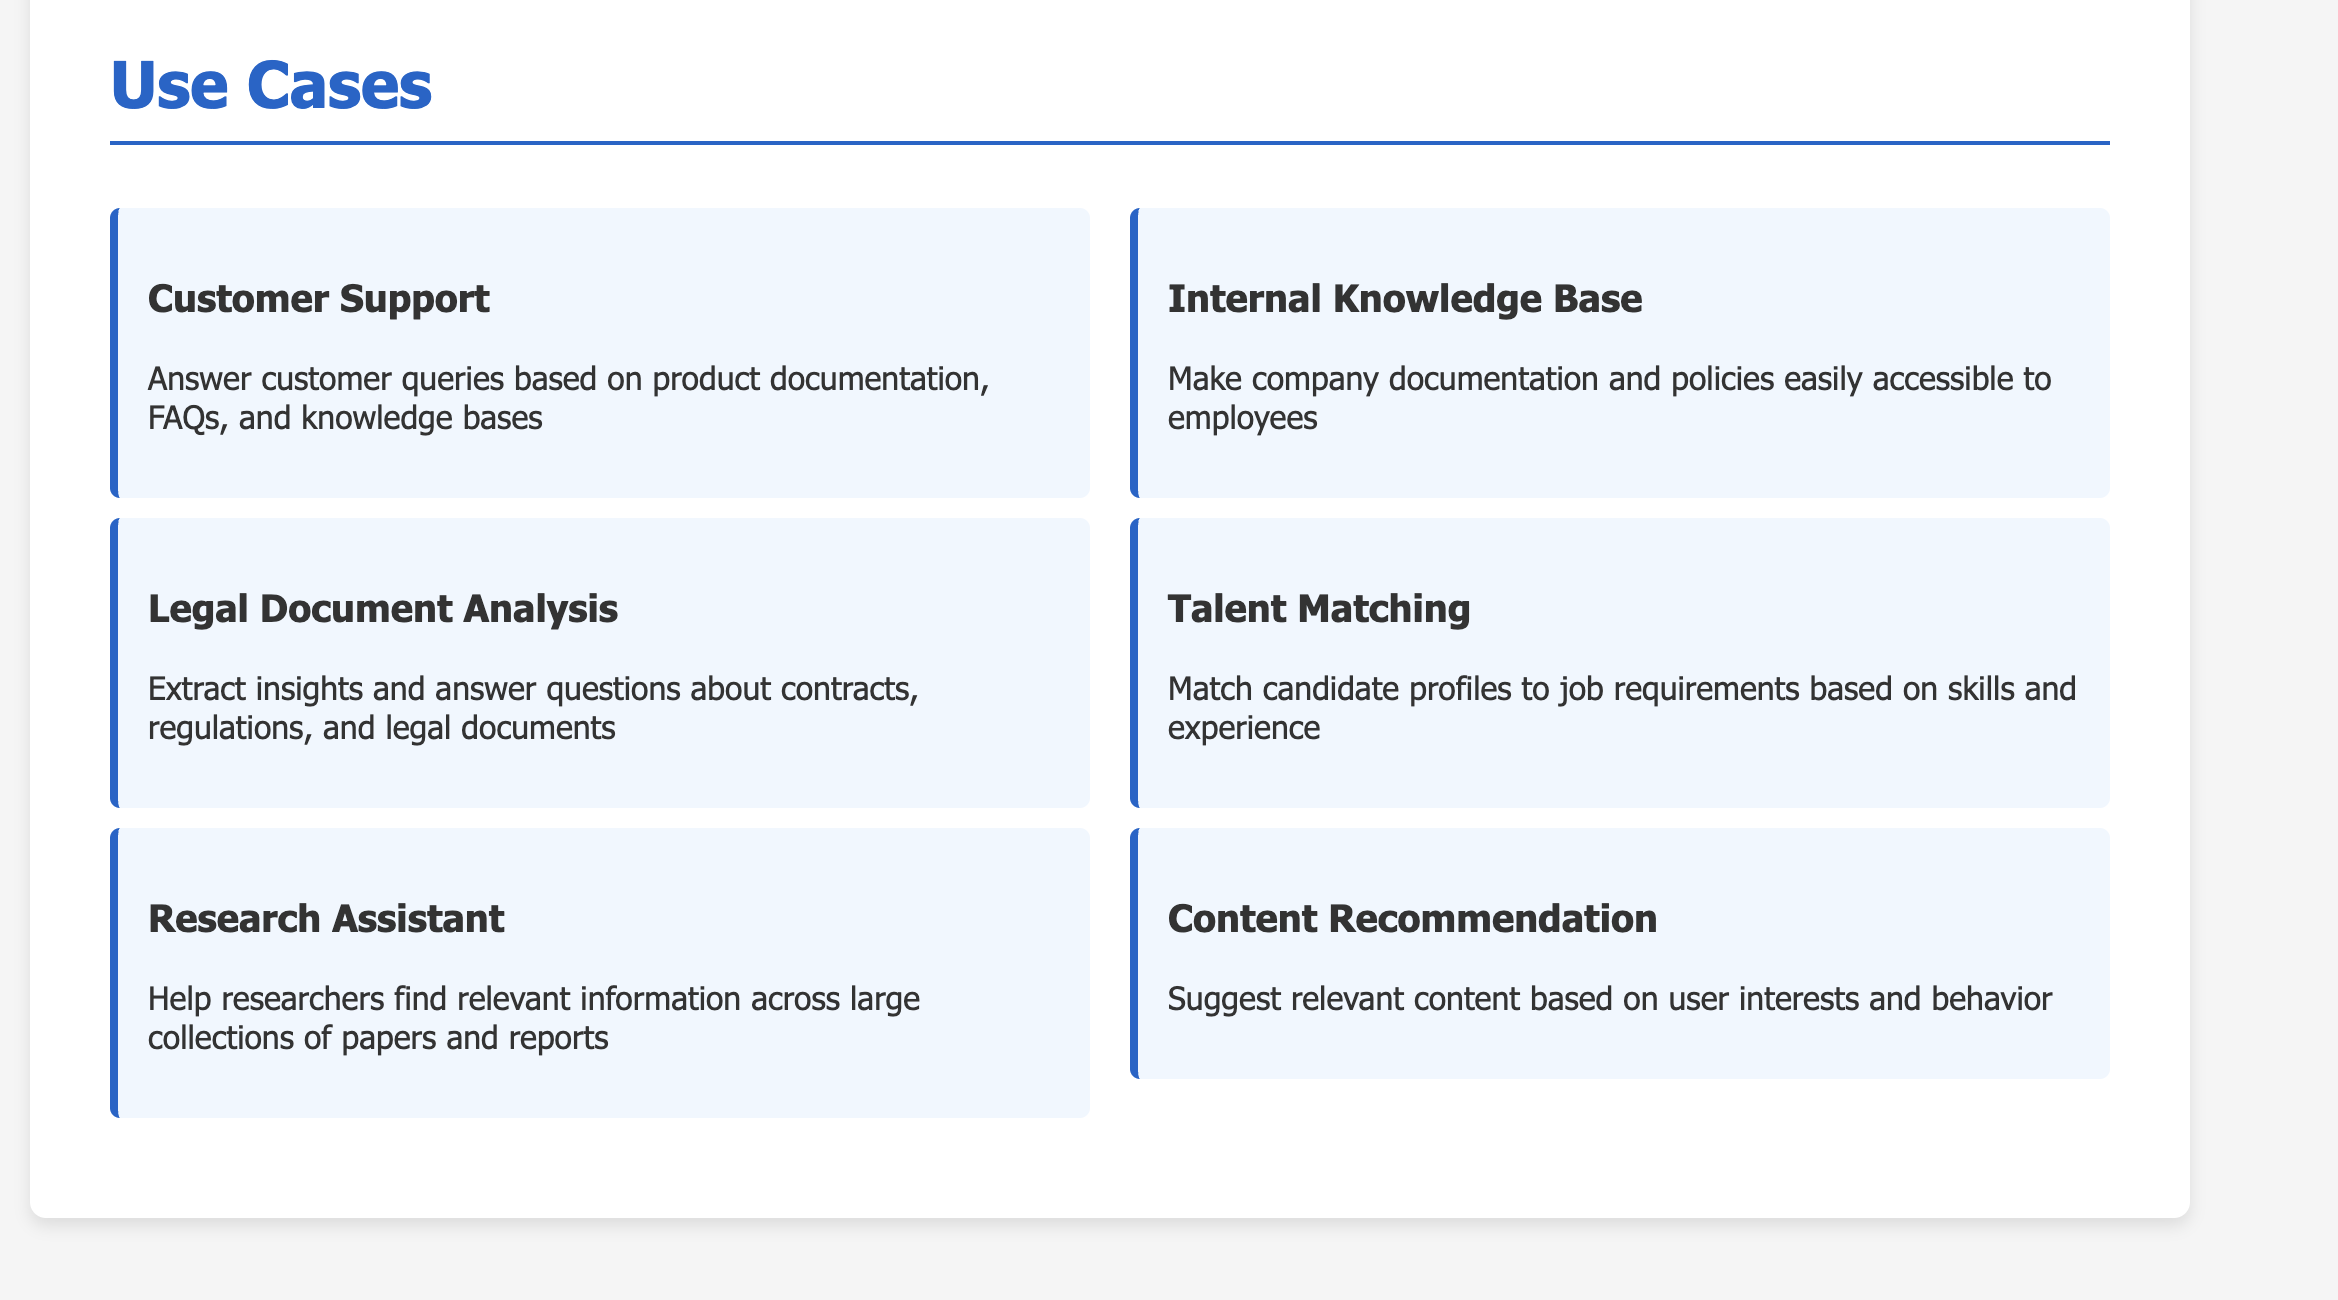 Use Cases
Customer Support
Answer customer queries based on product documentation,
FAQs, and knowledge bases
Internal Knowledge Base
Make company documentation and policies easily accessible to
employees
Legal Document Analysis
Extract insights and answer questions about contracts,
regulations, and legal documents
Talent Matching
Match candidate profiles to job requirements based on skills and
experience
Research Assistant
Help researchers find relevant information across large
collections of papers and reports
Content Recommendation
Suggest relevant content based on user interests and behavior